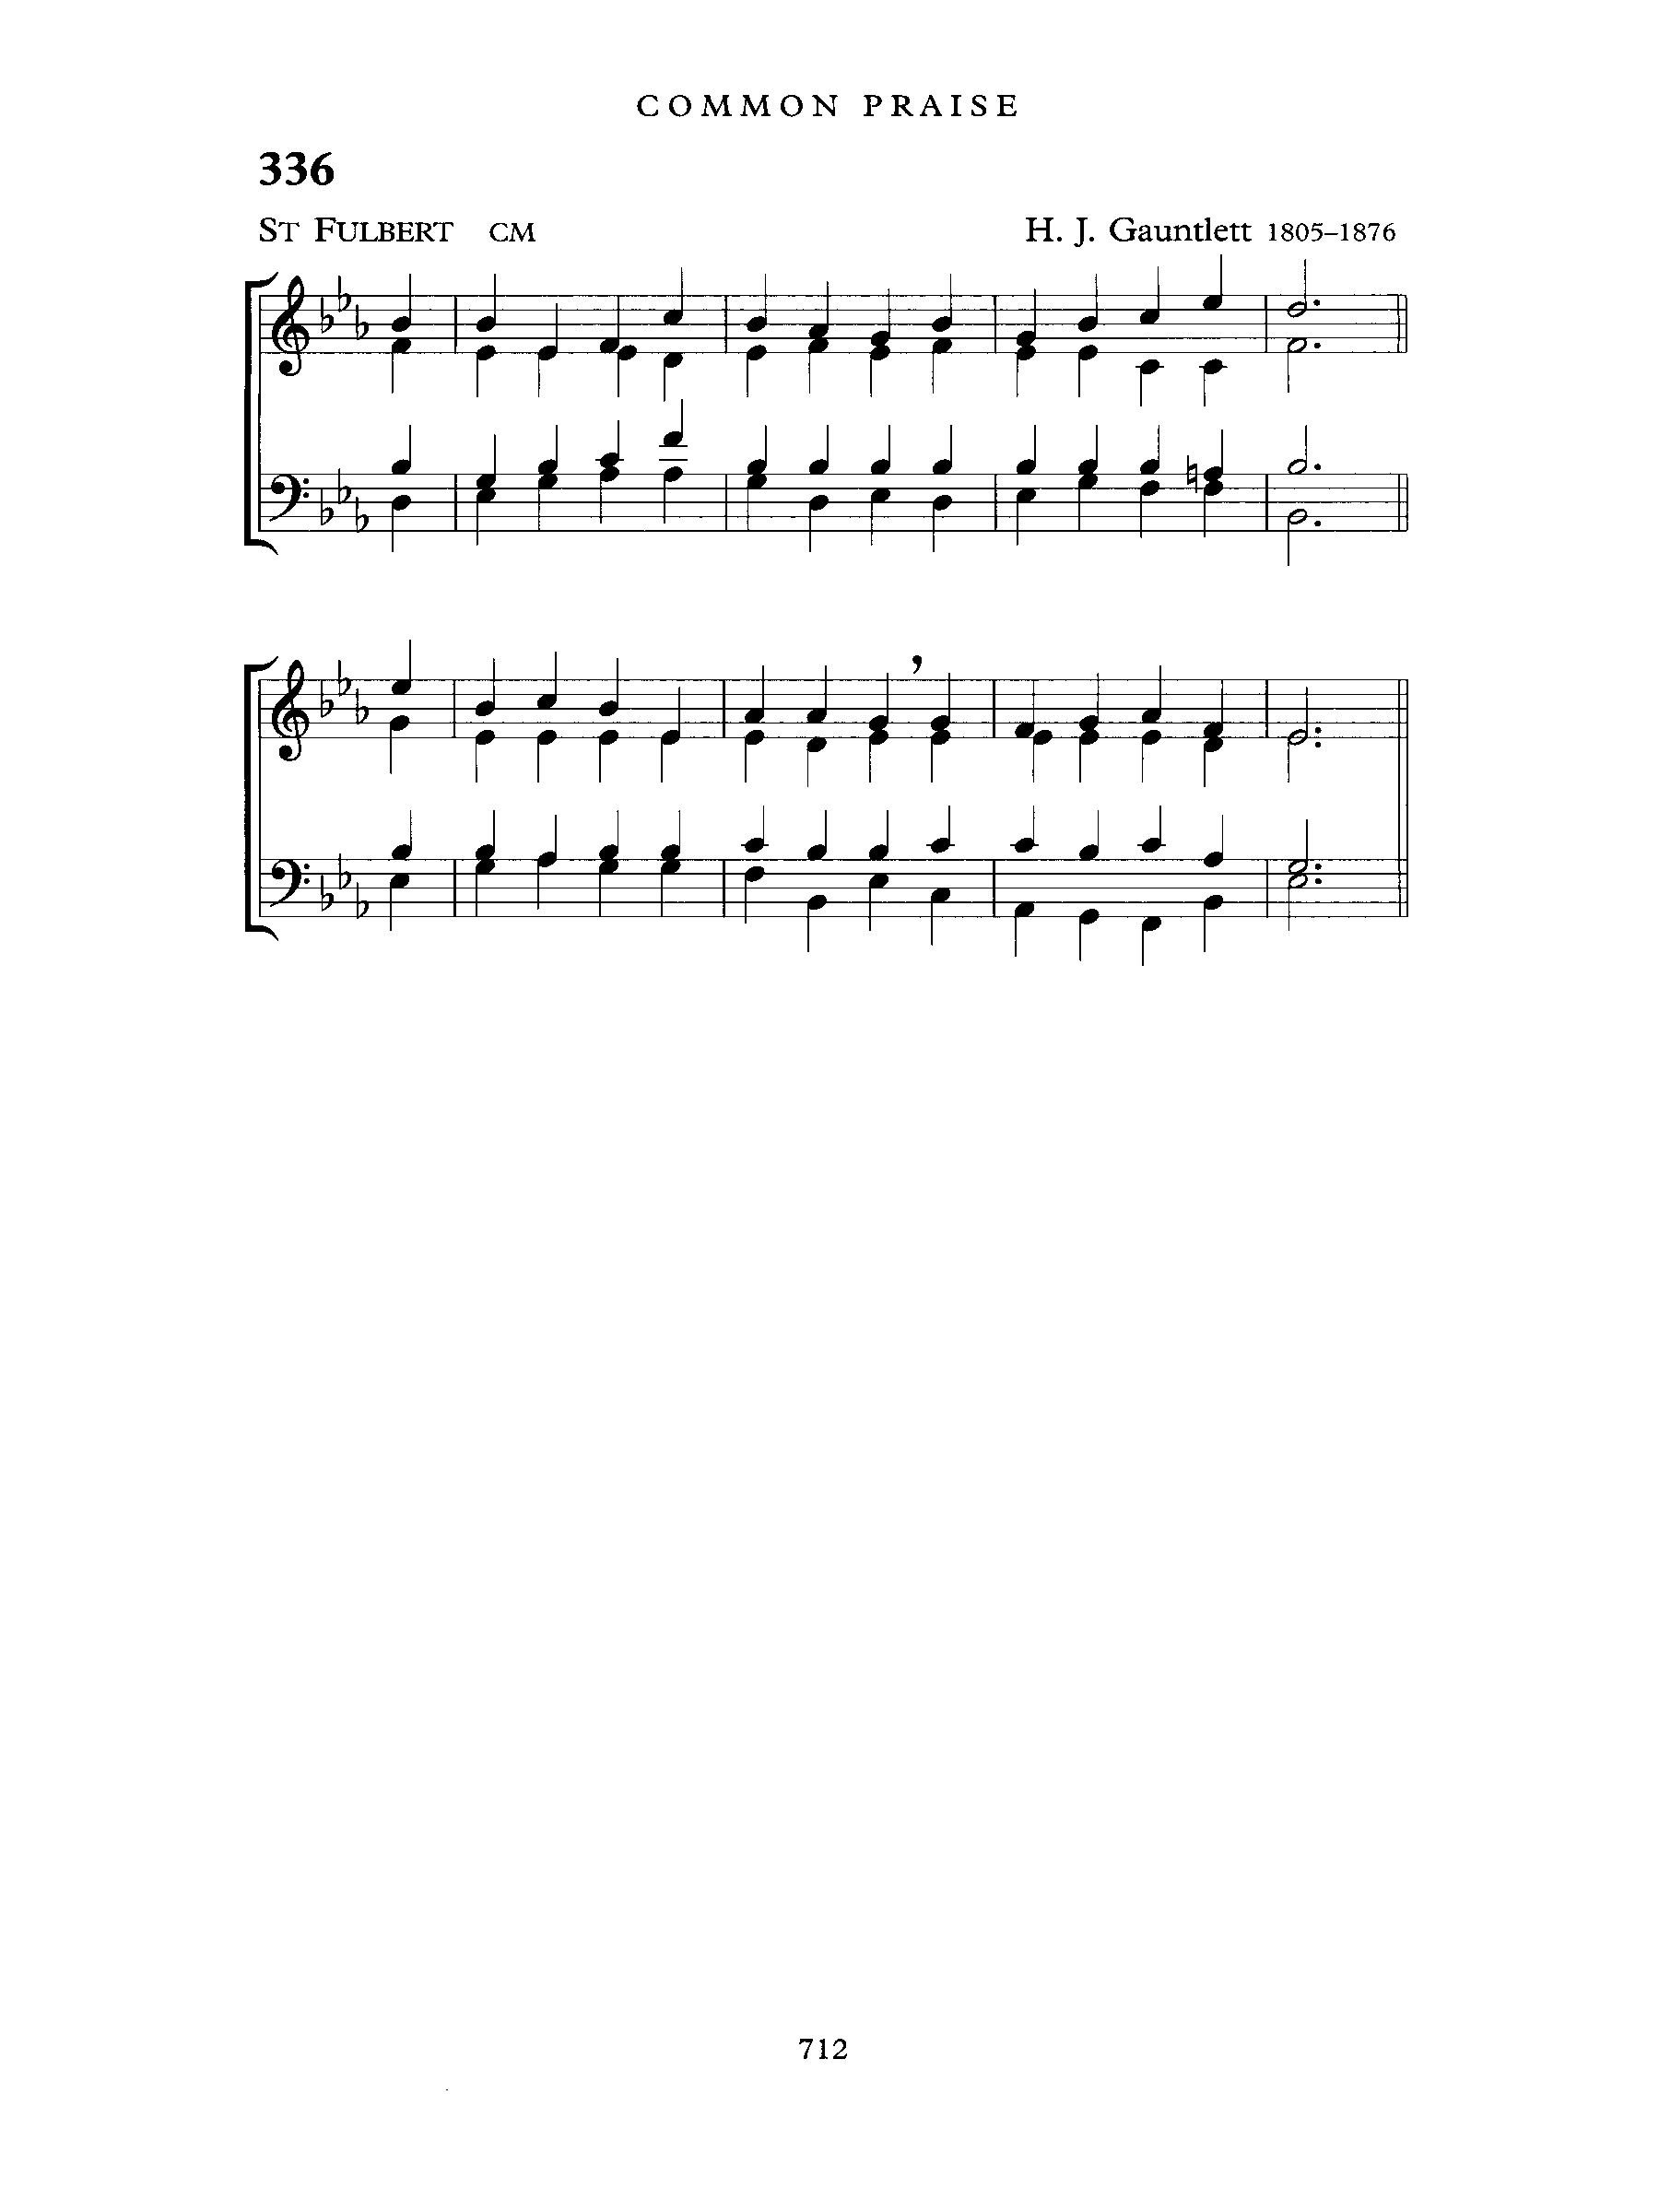 COMMON PRAISE
336
ST FULBERT CM H. J. Gauntlett 1805–1876
712